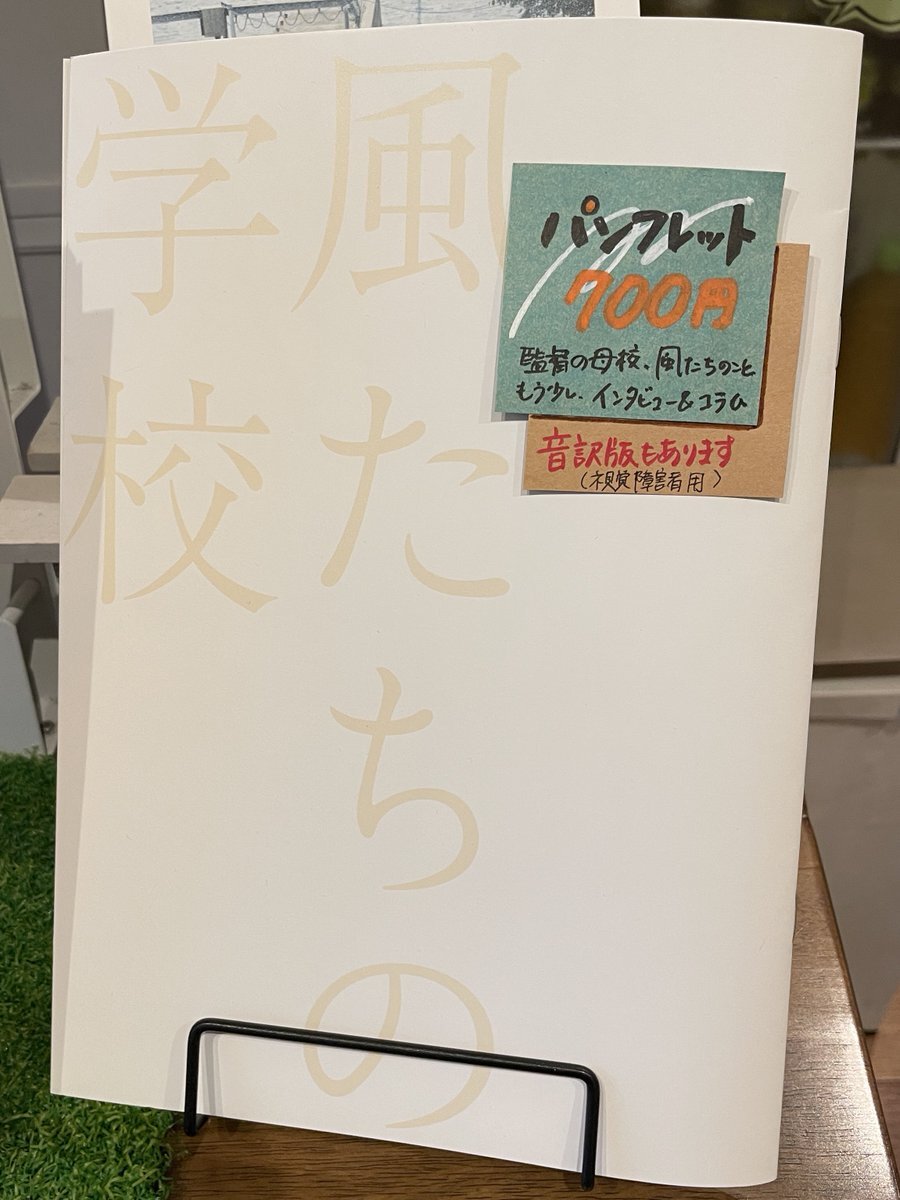 風たちの
学校
パンフレット
700円
監督の母校、風たちのこと
もう少し、インタビュー&コラム
音訳版もあります
(視覚障害者用)